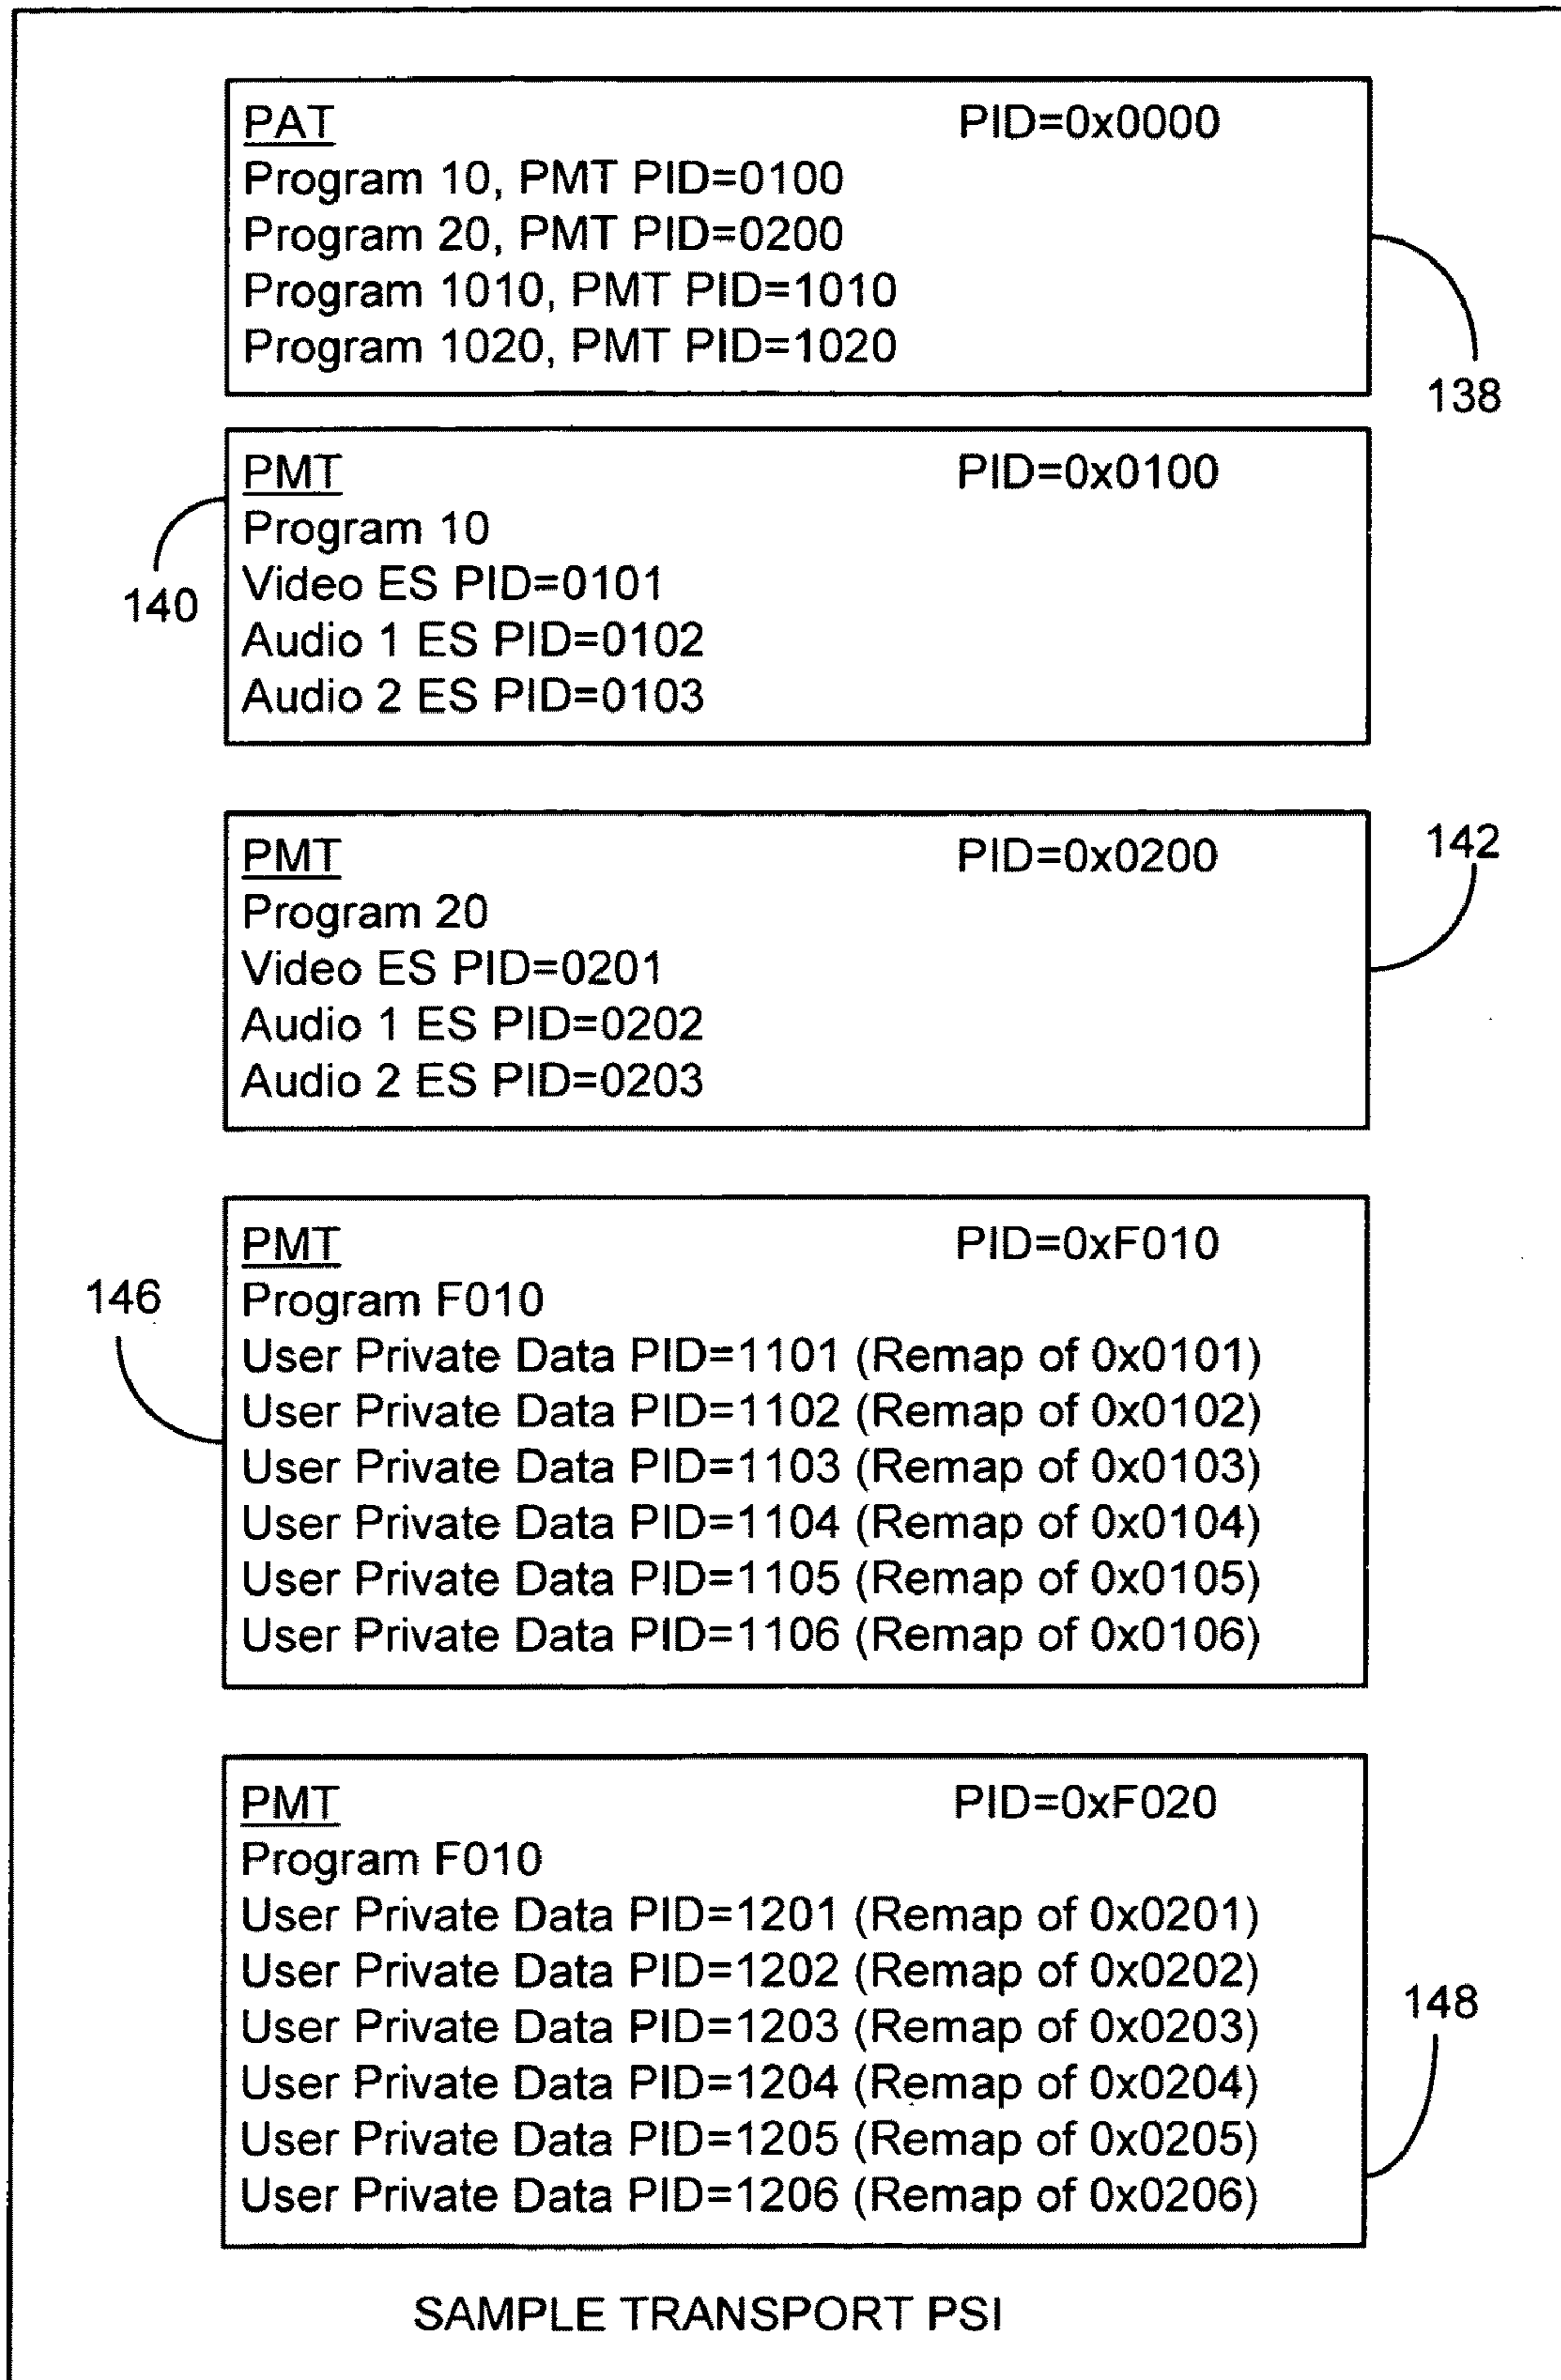 PAT PID=0x0000
Program 10, PMT PID=0100
Program 20, PMT PID=0200
Program 1010, PMT PID=1010
Program 1020, PMT PID=1020
138
PMT PID=0x0100
Program 10
Video ES PID=0101
140
Audio 1 ES PID=0102
Audio 2 ES PID=0103
PMT PID=0x0200
142
Program 20
Video ES PID=0201
Audio 1 ES PID=0202
Audio 2 ES PID=0203
PMT PID=0xF010
146
Program F010
User Private Data PID=1101 (Remap of 0x0101)
User Private Data PID=1102 (Remap of 0x0102)
User Private Data PID=1103 (Remap of 0x0103)
User Private Data PID=1104 (Remap of 0x0104)
User Private Data PID=1105 (Remap of 0x0105)
User Private Data PID=1106 (Remap of 0x0106)
PMT PID=0xF020
Program F010
User Private Data PID=1201 (Remap of 0x0201)
User Private Data PID=1202 (Remap of 0x0202)
User Private Data PID=1203 (Remap of 0x0203)
148
User Private Data PID=1204 (Remap of 0x0204)
User Private Data PID=1205 (Remap of 0x0205)
User Private Data PID=1206 (Remap of 0x0206)
SAMPLE TRANSPORT PSI